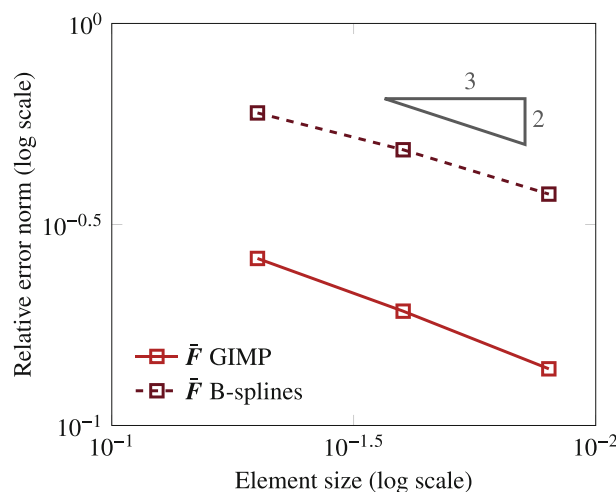 10^0
3
2
10^-0.5
Relative error norm (log scale)
F̄ GIMP
F̄ B-splines
10^-1
10^-1
10^-1.5
10^-2
Element size (log scale)